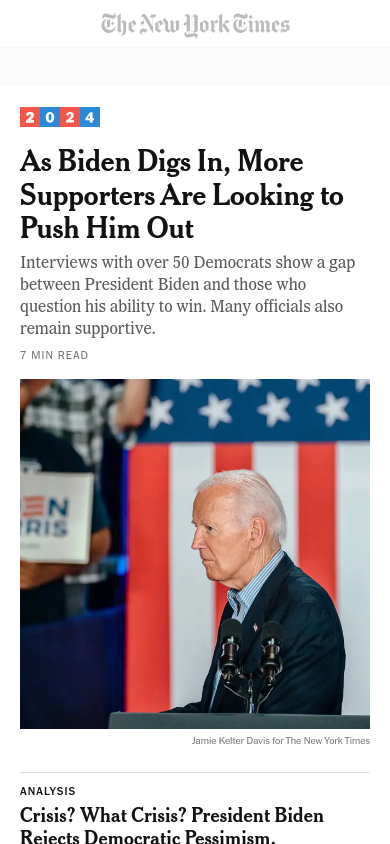 The New York Times
2024
As Biden Digs In, More
Supporters Are Looking to
Push Him Out
Interviews with over 50 Democrats show a gap
between President Biden and those who
question his ability to win. Many officials also
remain supportive.
7 MIN READ
EN
RIS
Jamie Kelter Davis for The New York Times
ANALYSIS
Crisis? What Crisis? President Biden
Rejects Democratic Pessimism.